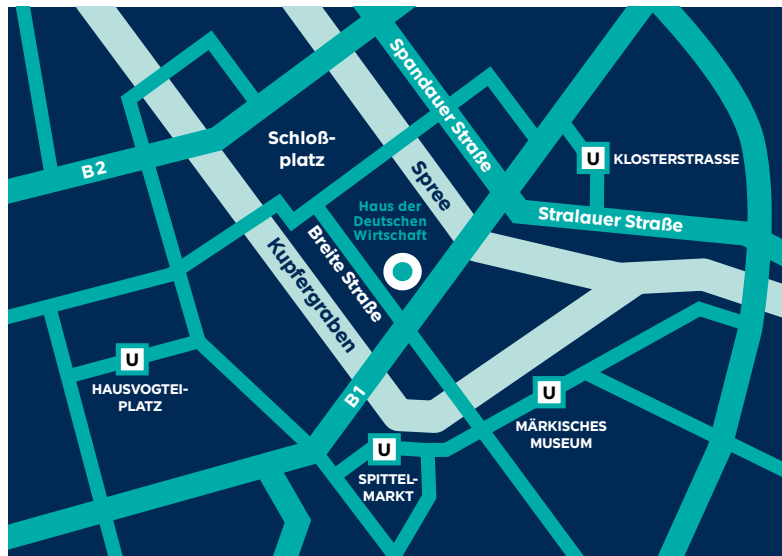 Spandauer Straße
Schloß-
platz
B2
U
KLOSTERSTRASSE
Spree
Haus der
Deutschen
Wirtschaft
Stralauer Straße
Breite Straße
Kupfergraben
U
HAUSVOGTEI-
PLATZ
B1
U
MÄRKISCHES
MUSEUM
U
SPITTEL-
MARKT